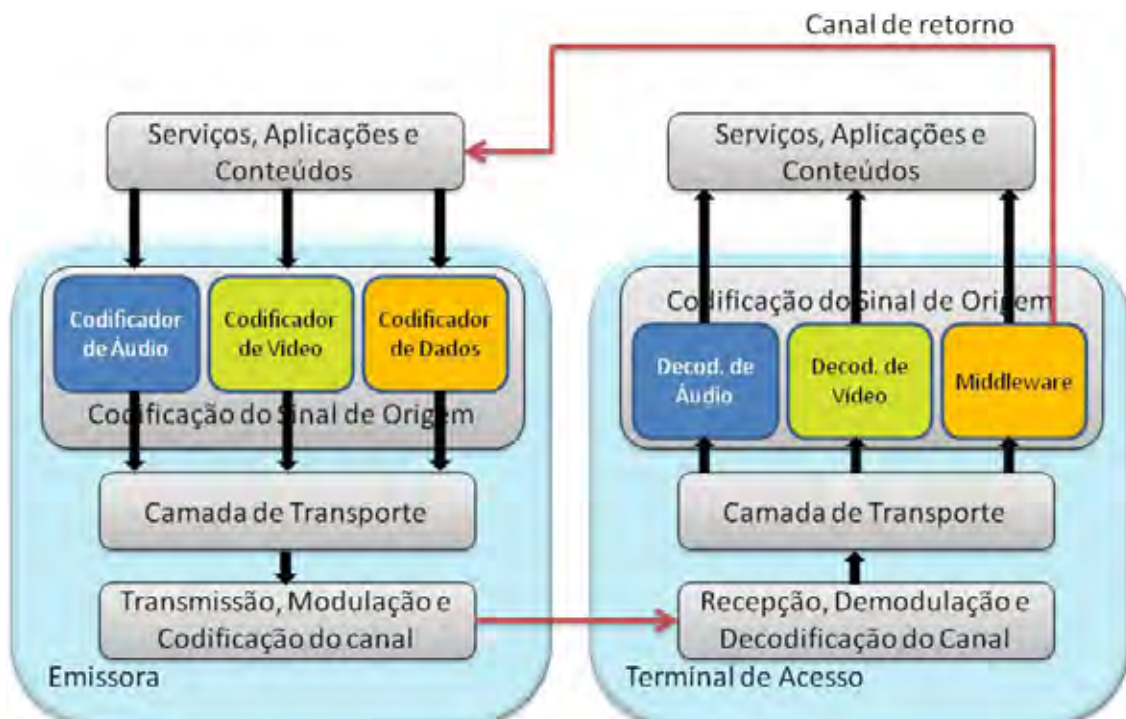 Canal de retorno
Serviços, Aplicações e
Conteúdos
Codificador
de Áudio
Codificador
de Video
Codificador
de Dados
Codificação do Sinal de Origem
Camada de Transporte
Transmissão, Modulação e
Codificação do canal
Emissora
Serviços, Aplicações e
Conteúdos
Codificação do Sinal de Origem
Decod. de
Áudio
Decod. de
Vídeo
Middleware
Camada de Transporte
Recepção, Demodulação e
Decodificação do Canal
Terminal de Acesso